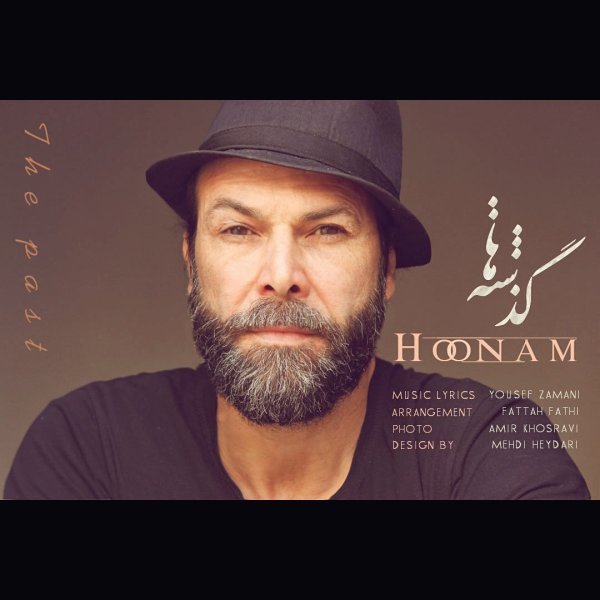 The past
گذشته ها
HOONAM
MUSIC LYRICS YOUSEF ZAMANI
ARRANGEMENT FATTAH FATHI
PHOTO AMIR KHOSRAVI
DESIGN BY MEHDI HEYDARI